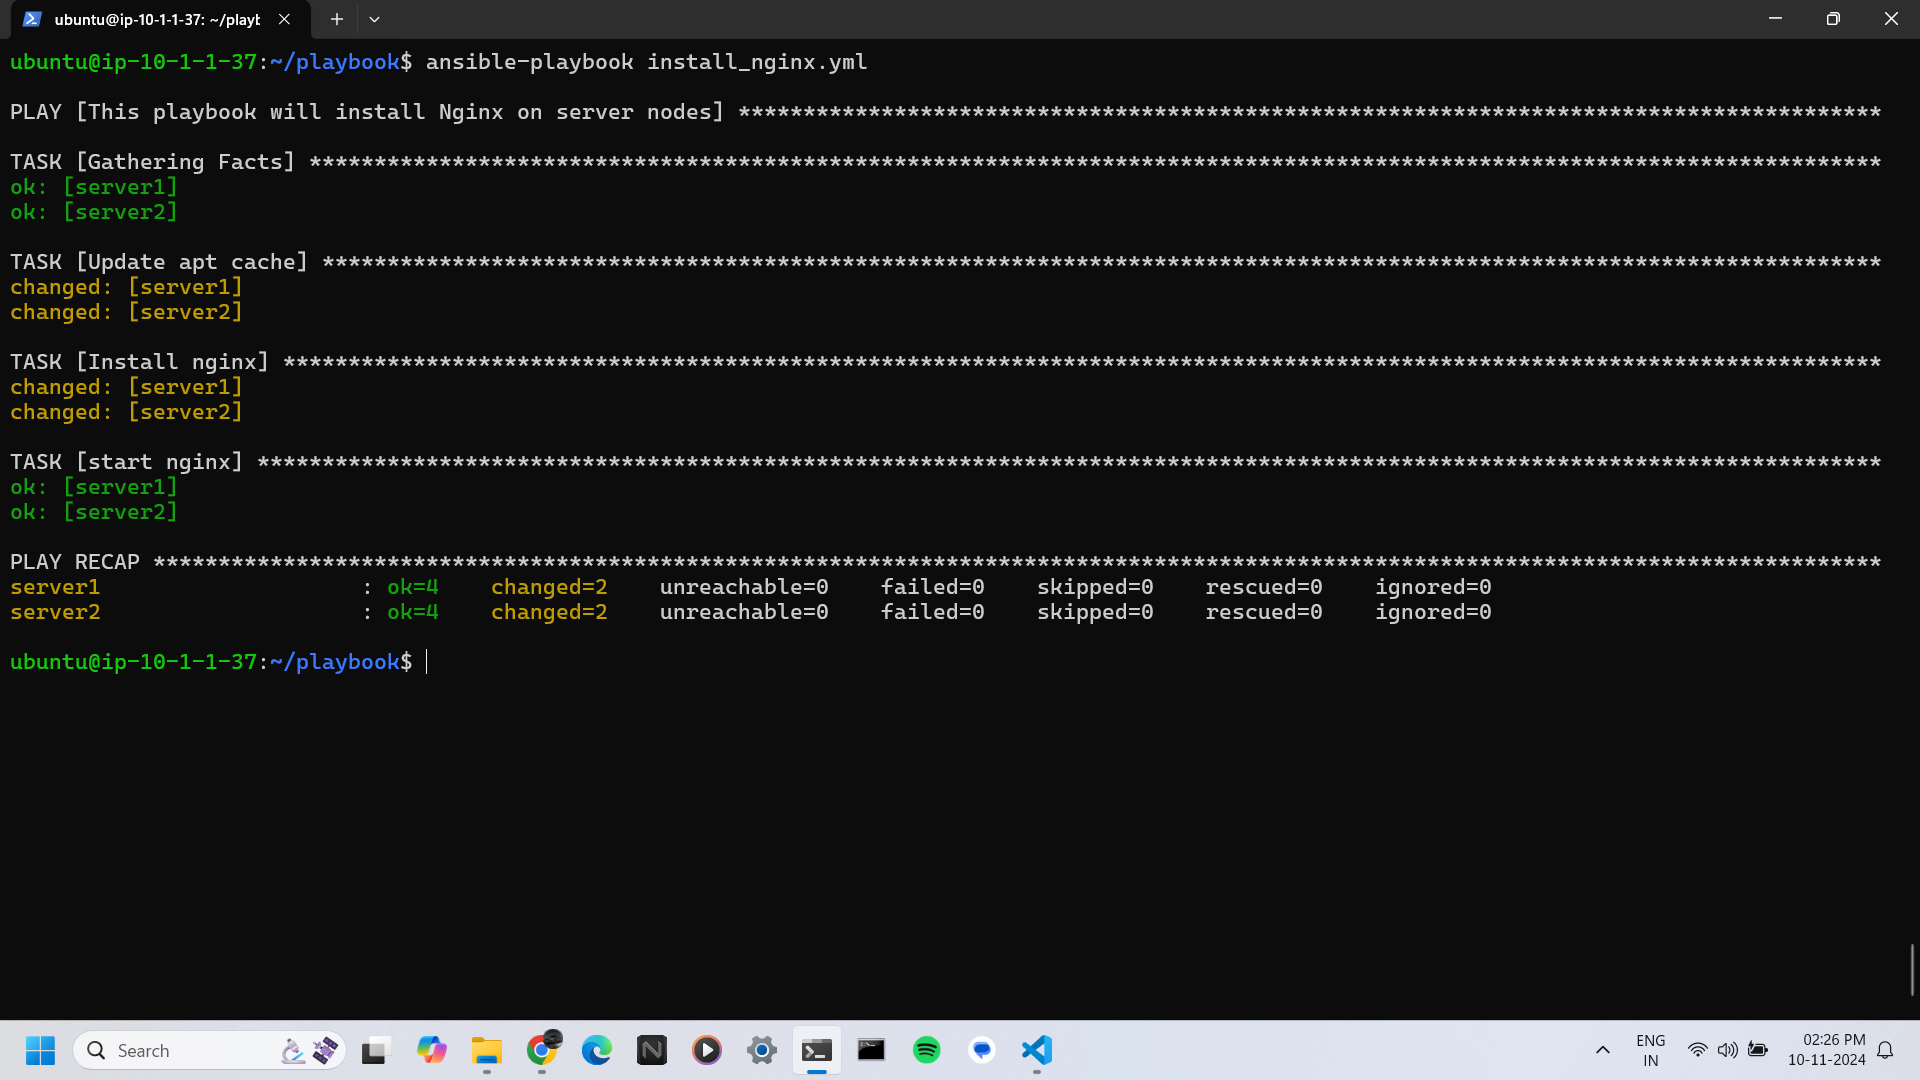 ubuntu@ip-10-1-1-37: ~/playb
ubuntu@ip-10-1-1-37:~/playbook$ ansible-playbook install_nginx.yml
PLAY [This playbook will install Nginx on server nodes] ****************************************************************************************
TASK [Gathering Facts] *************************************************************************************************************************
ok: [server1]
ok: [server2]
TASK [Update apt cache] ************************************************************************************************************************
changed: [server1]
changed: [server2]
TASK [Install nginx] ***************************************************************************************************************************
changed: [server1]
changed: [server2]
TASK [start nginx] *****************************************************************************************************************************
ok: [server1]
ok: [server2]
PLAY RECAP *************************************************************************************************************************************
server1                    : ok=4    changed=2    unreachable=0    failed=0    skipped=0    rescued=0    ignored=0
server2                    : ok=4    changed=2    unreachable=0    failed=0    skipped=0    rescued=0    ignored=0
ubuntu@ip-10-1-1-37:~/playbook$
Search
ENG
IN
02:26 PM
10-11-2024